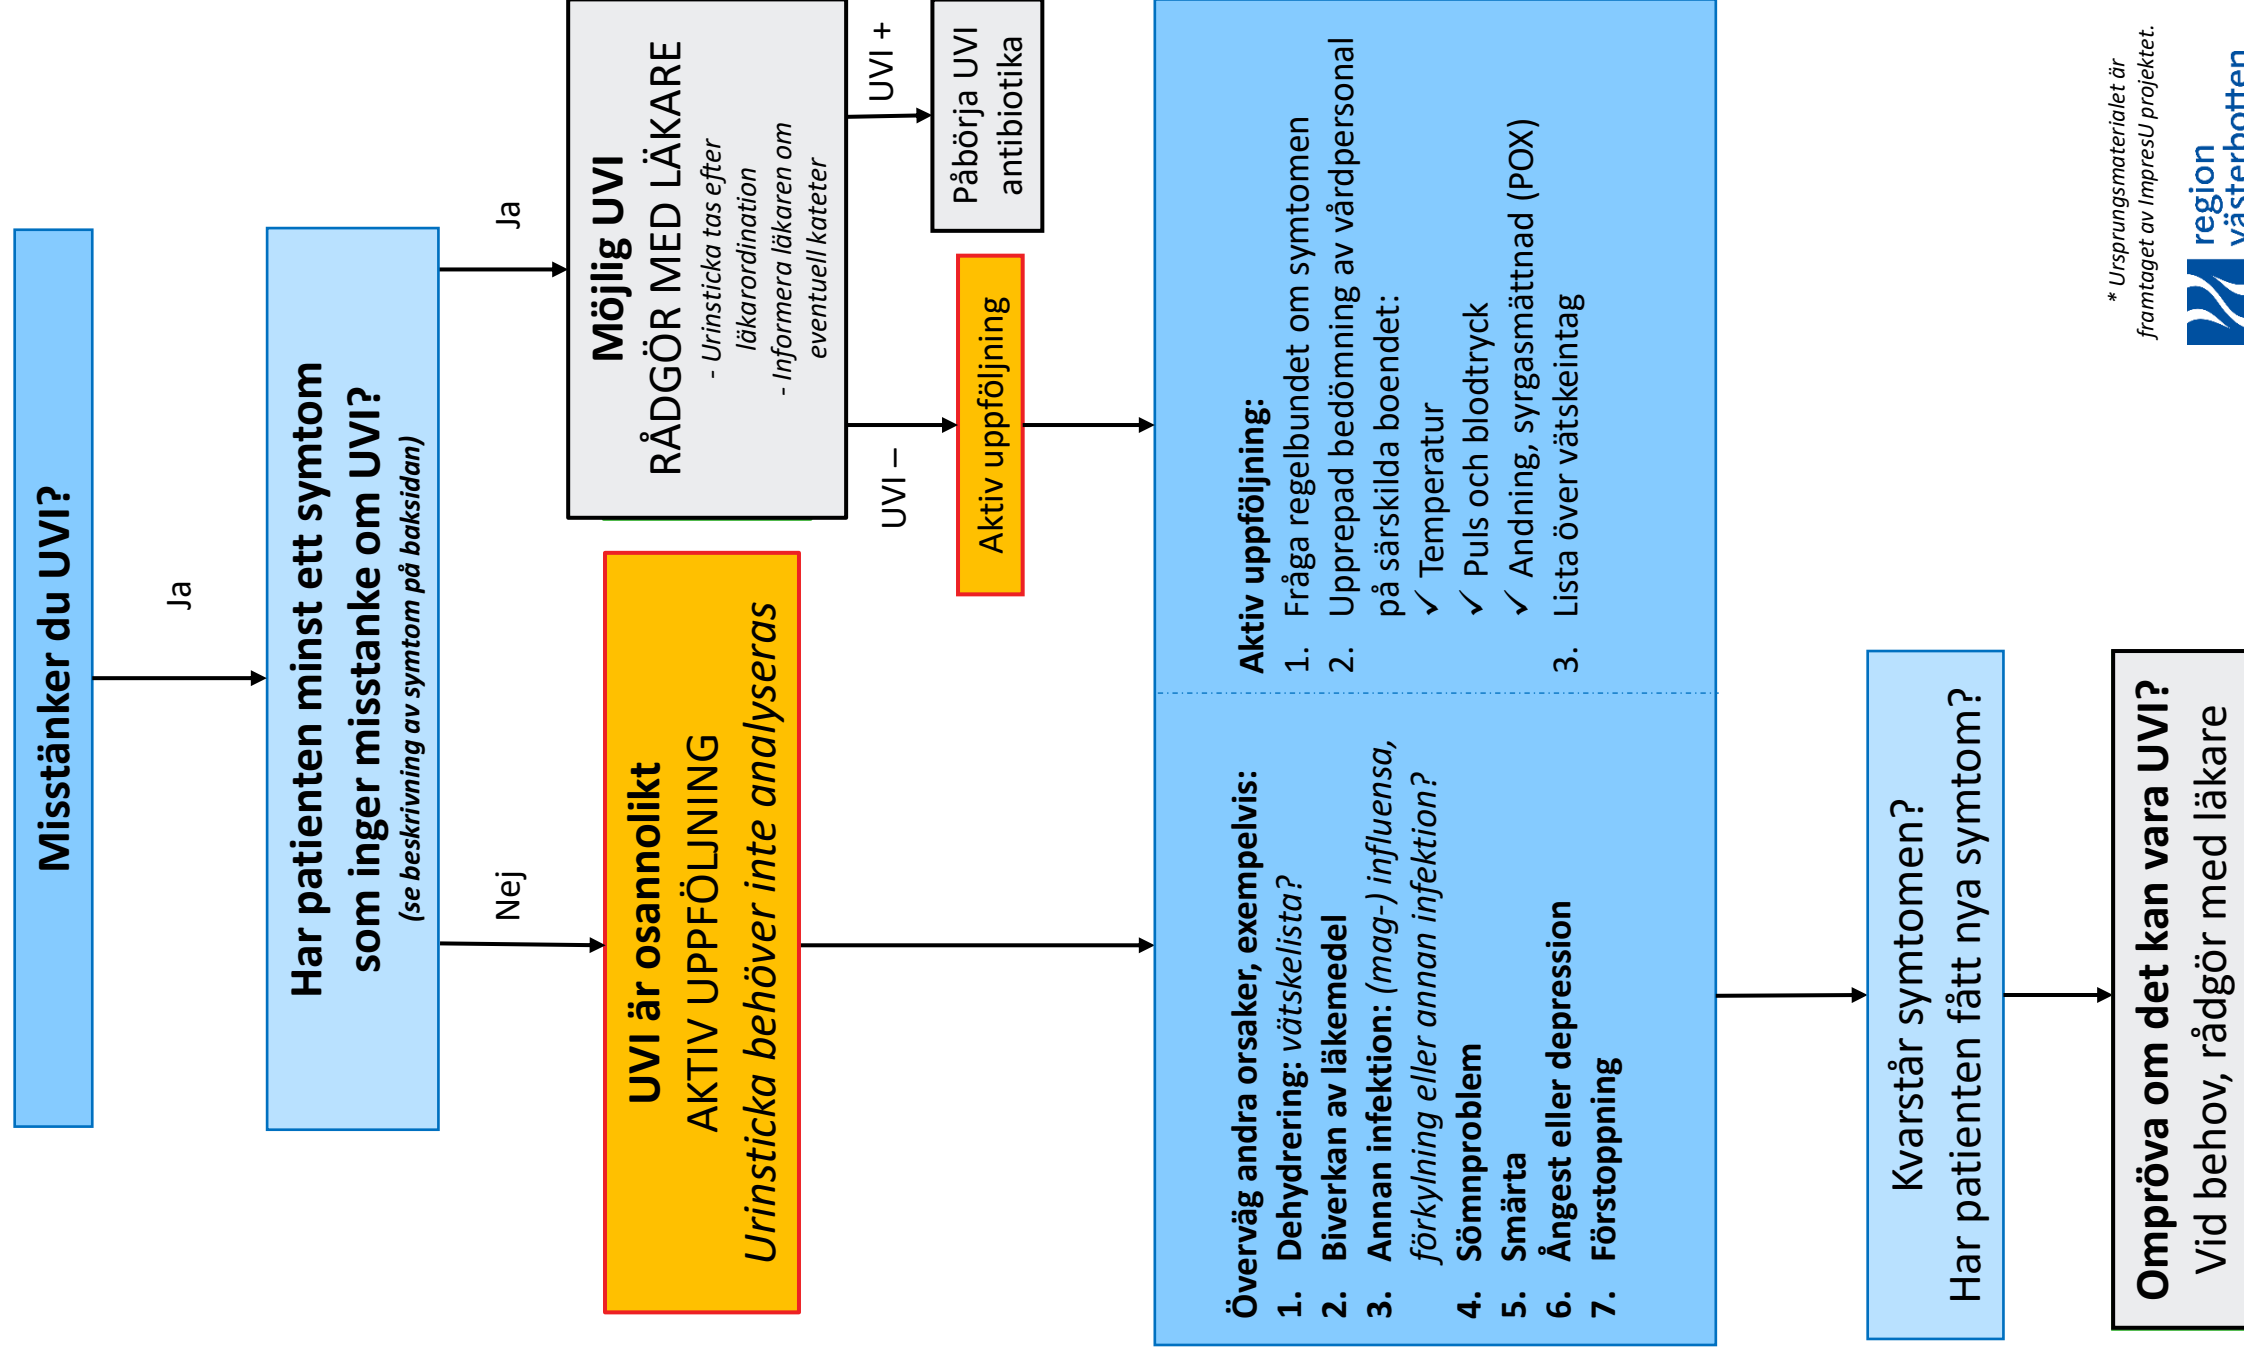 Misstänker du UVI?
Ja
Har patienten minst ett symtom
som inger misstanke om UVI?
(se beskrivning av symtom på baksidan)
Nej
Ja
UVI är osannolikt
AKTIV UPPFÖLJNING
Urinsticka behöver inte analyseras
Möjlig UVI
RÅDGÖR MED LÄKARE
- Urinsticka tas efter
läkarordination
- Informera läkaren om
eventuell kateter
UVI –
UVI +
Aktiv uppföljning
Påbörja UVI
antibiotika
Överväg andra orsaker, exempelvis:
1. Dehydrering: vätskelista?
2. Biverkan av läkemedel
3. Annan infektion: (mag-) influensa,
förkylning eller annan infektion?
4. Sömnproblem
5. Smärta
6. Ångest eller depression
7. Förstoppning
Aktiv uppföljning:
1. Fråga regelbundet om symtomen
2. Upprepad bedömning av vårdpersonal
på särskilda boendet:
✓ Temperatur
✓ Puls och blodtryck
✓ Andning, syrgasmättnad (POX)
3. Lista över vätskeintag
Kvarstår symtomen?
Har patienten fått nya symtom?
Ompröva om det kan vara UVI?
Vid behov, rådgör med läkare
* Ursprungsmaterialet är
framtaget av ImpresU projektet.
region
västerbotten